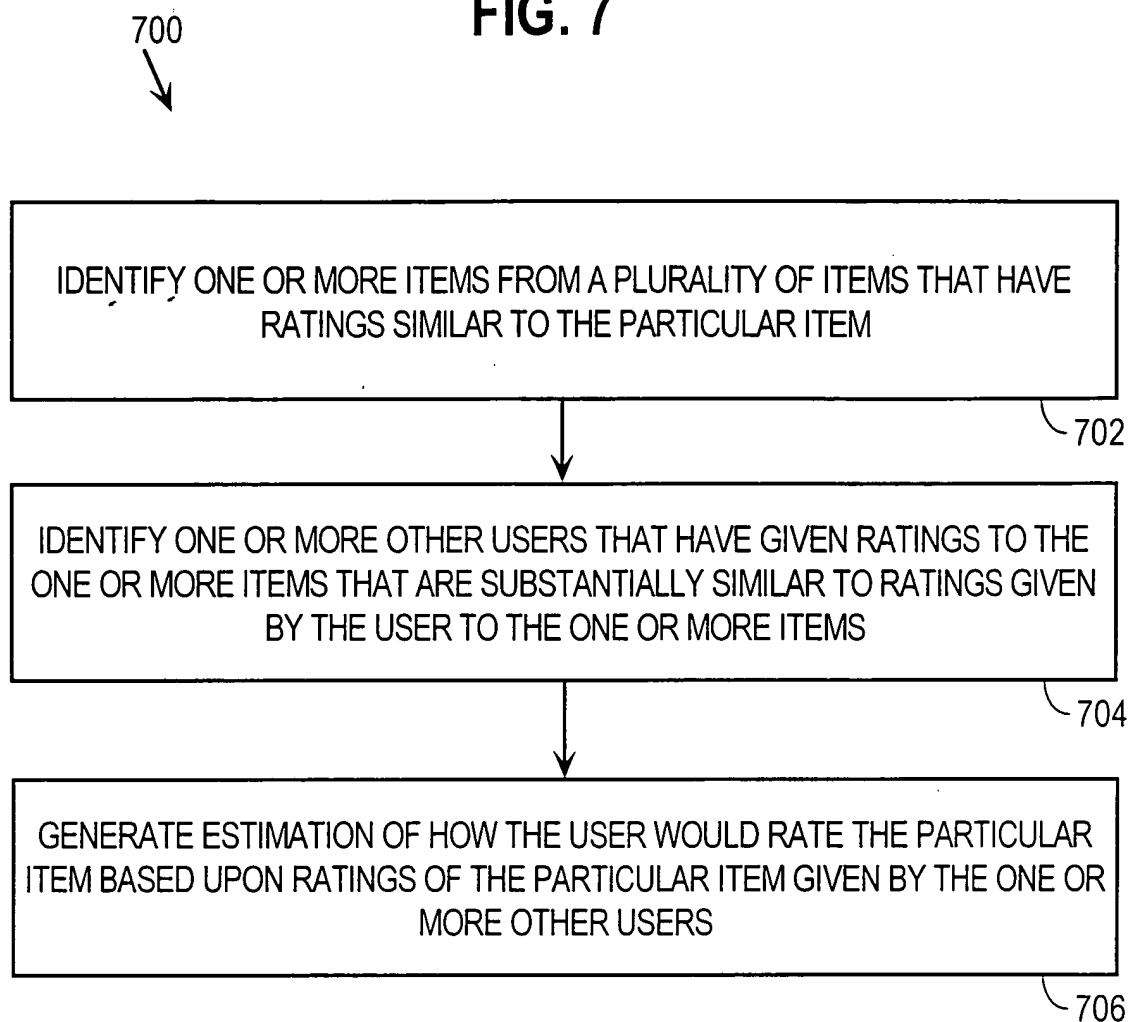 FIG. 7
700
IDENTIFY ONE OR MORE ITEMS FROM A PLURALITY OF ITEMS THAT HAVE
RATINGS SIMILAR TO THE PARTICULAR ITEM
702
IDENTIFY ONE OR MORE OTHER USERS THAT HAVE GIVEN RATINGS TO THE
ONE OR MORE ITEMS THAT ARE SUBSTANTIALLY SIMILAR TO RATINGS GIVEN
BY THE USER TO THE ONE OR MORE ITEMS
704
GENERATE ESTIMATION OF HOW THE USER WOULD RATE THE PARTICULAR
ITEM BASED UPON RATINGS OF THE PARTICULAR ITEM GIVEN BY THE ONE OR
MORE OTHER USERS
706